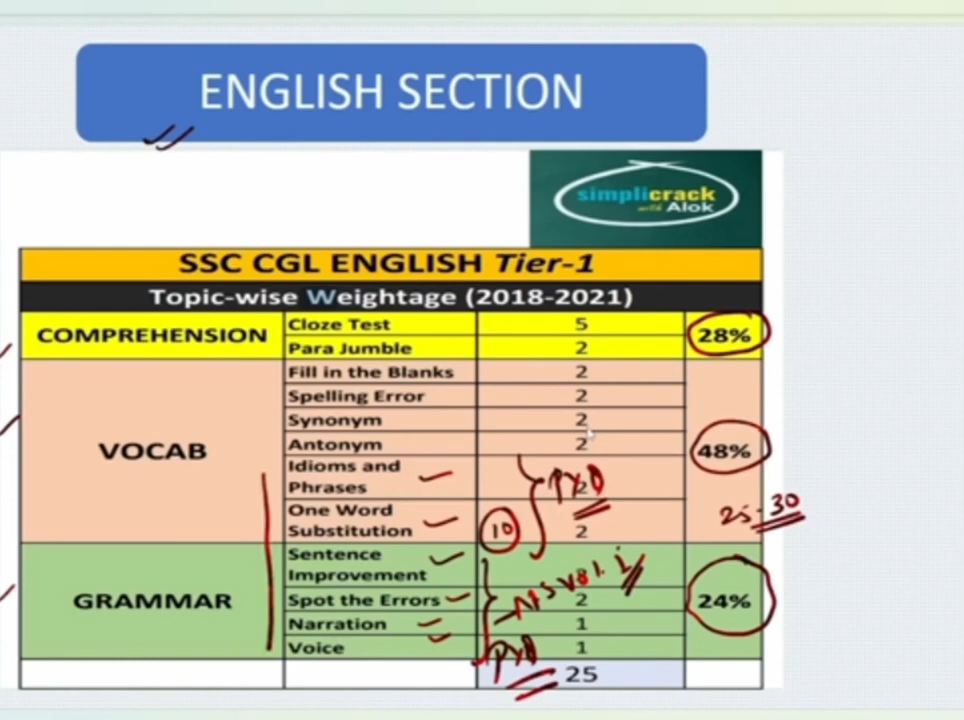 ENGLISH SECTION
simplicrack
with Alok
SSC CGL ENGLISH Tier-1
Topic-wise Weightage (2018-2021)
COMPREHENSION
Cloze Test 5
Para Jumble 2
28%
VOCAB
Fill in the Blanks 2
Spelling Error 2
Synonym 2
Antonym 2
Idioms and
Phrases 2
One Word
Substitution 2
48%
PYQ
10
25-30
GRAMMAR
Sentence
Improvement
Spot the Errors 2
Narration 1
Voice 1
24%
PYQ
25